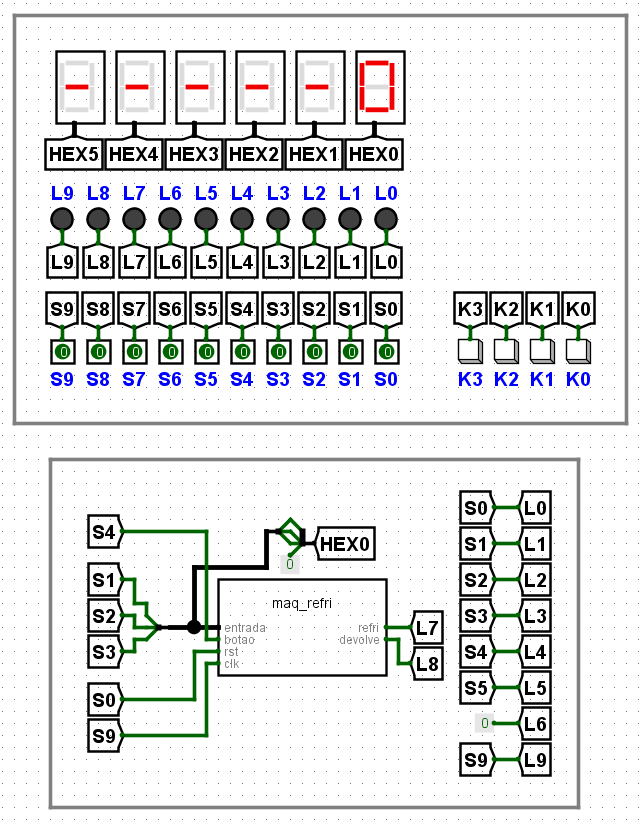 HEX5 HEX4 HEX3 HEX2 HEX1 HEX0
L9 L8 L7 L6 L5 L4 L3 L2 L1 L0
L9 L8 L7 L6 L5 L4 L3 L2 L1 L0
S9 S8 S7 S6 S5 S4 S3 S2 S1 S0 K3 K2 K1 K0
0 0 0 0 0 0 0 0 0 0
S9 S8 S7 S6 S5 S4 S3 S2 S1 S0 K3 K2 K1 K0
S4
S1
S2
S3
S0
S9
HEX0
0
maq_refri
entrada
botao
rst
clk
refri
devolve
L7
L8
S0 L0
S1 L1
S2 L2
S3 L3
S4 L4
S5 L5
0 L6
S9 L9